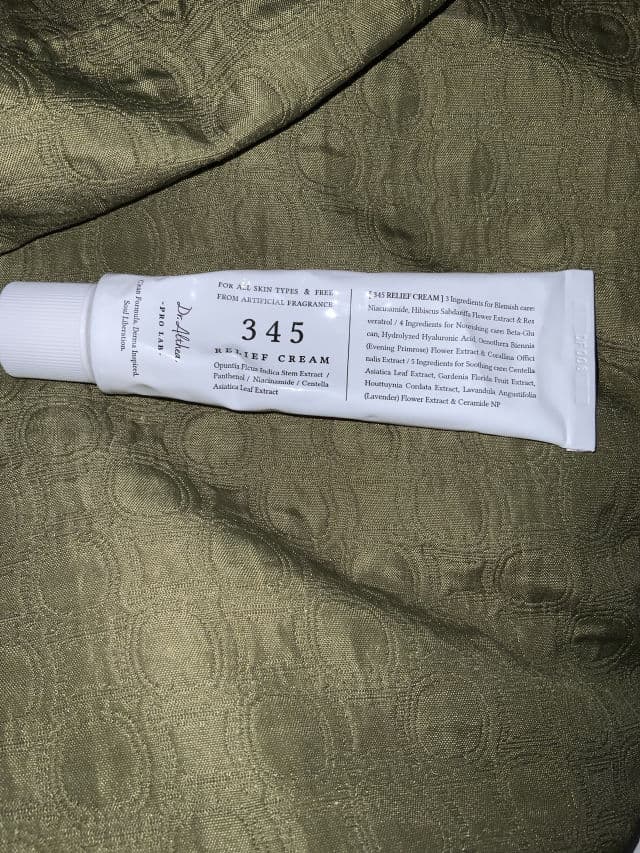 Clean Formula, Derma Inspired,
Soul Liberation.
Dr.Althea
-PRO LAB-
FOR ALL SKIN TYPES & FREE
FROM ARTIFICIAL FRAGRANCE
345
RELIEF CREAM
Opuntia Ficus Indica Stem Extract /
Panthenol / Niacinamide / Centella
Asiatica Leaf Extract
[ 345 RELIEF CREAM ] 3 Ingredients for Blemish care:
Niacinamide, Hibiscus Sabdariffa Flower Extract & Res
veratrol / 4 Ingredients for Nourishing care: Beta-Glu
can, Hydrolyzed Hyaluronic Acid, Oenothera Biennis
(Evening Primrose) Flower Extract & Corallina Offici
nalis Extract / 5 Ingredients for Soothing care: Centella
Asiatica Leaf Extract, Gardenia Florida Fruit Extract,
Houttuynia Cordata Extract, Lavandula Angustifolia
(Lavender) Flower Extract & Ceramide NP